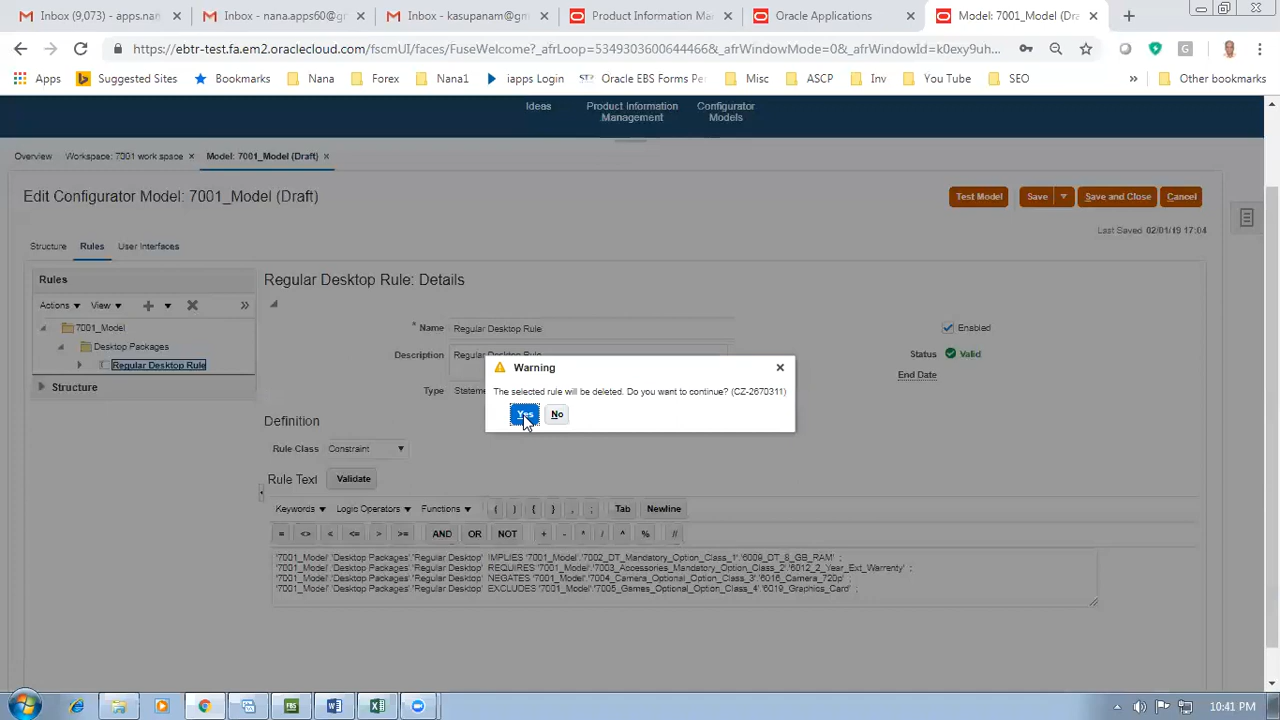 Inbox (9,073) - apps.na6
Inbox - nana.apps60@gr
Inbox - kasupanam@gm
Product Information Ma
Oracle Applications
Model: 7001_Model (Dra
https://ebtr-test.fa.em2.oraclecloud.com/fscmUI/faces/FuseWelcome?_afrLoop=53493036006444466&_afrWindowMode=0&_afrWindowId=k0exy9uh...
Apps
Suggested Sites
Bookmarks
Nana
Forex
Nana1
iapps Login
Oracle EBS Forms Pe
Misc
ASCP
Inv
You Tube
SEO
Other bookmarks
Ideas
Product Information
Management
Configurator
Models
Overview
Workspace: 7001 work space
Model: 7001_Model (Draft)
Edit Configurator Model: 7001_Model (Draft)
Test Model
Save
Save and Close
Cancel
Last Saved 02/01/19 17:04
Structure
Rules
User Interfaces
Rules
Actions
View
7001_Model
Desktop Packages
Regular Desktop Rule
Structure
Regular Desktop Rule: Details
* Name Regular Desktop Rule
Enabled
Description Regular Desktop Rule
Status Valid
End Date
Type Stateme
Warning
The selected rule will be deleted. Do you want to continue? (CZ-2670311)
Yes
No
Definition
Rule Class Constraint
Rule Text
Validate
Keywords
Logic Operators
Functions
( ) { } , ;
Tab
Newline
= <> < <= > >= AND OR NOT + - * / ^ % //
'7001_Model'.'Desktop Packages'.'Regular Desktop' IMPLIES '7001_Model'.'7002_DT_Mandatory_Option_Class_1'.'6009_DT_8_GB_RAM' ;
'7001_Model'.'Desktop Packages'.'Regular Desktop' REQUIRES '7001_Model'.'7003_Accessories_Mandatory_Option_Class_2'.'6012_2_Year_Ext_Warrenty' ;
'7001_Model'.'Desktop Packages'.'Regular Desktop' NEGATES '7001_Model'.'7004_Camera_Optional_Option_Class_3'.'6016_Camera_720p' ;
'7001_Model'.'Desktop Packages'.'Regular Desktop' EXCLUDES '7001_Model'.'7005_Games_Optional_Option_Class_4'.'6019_Graphics_Card' ;
10:41 PM